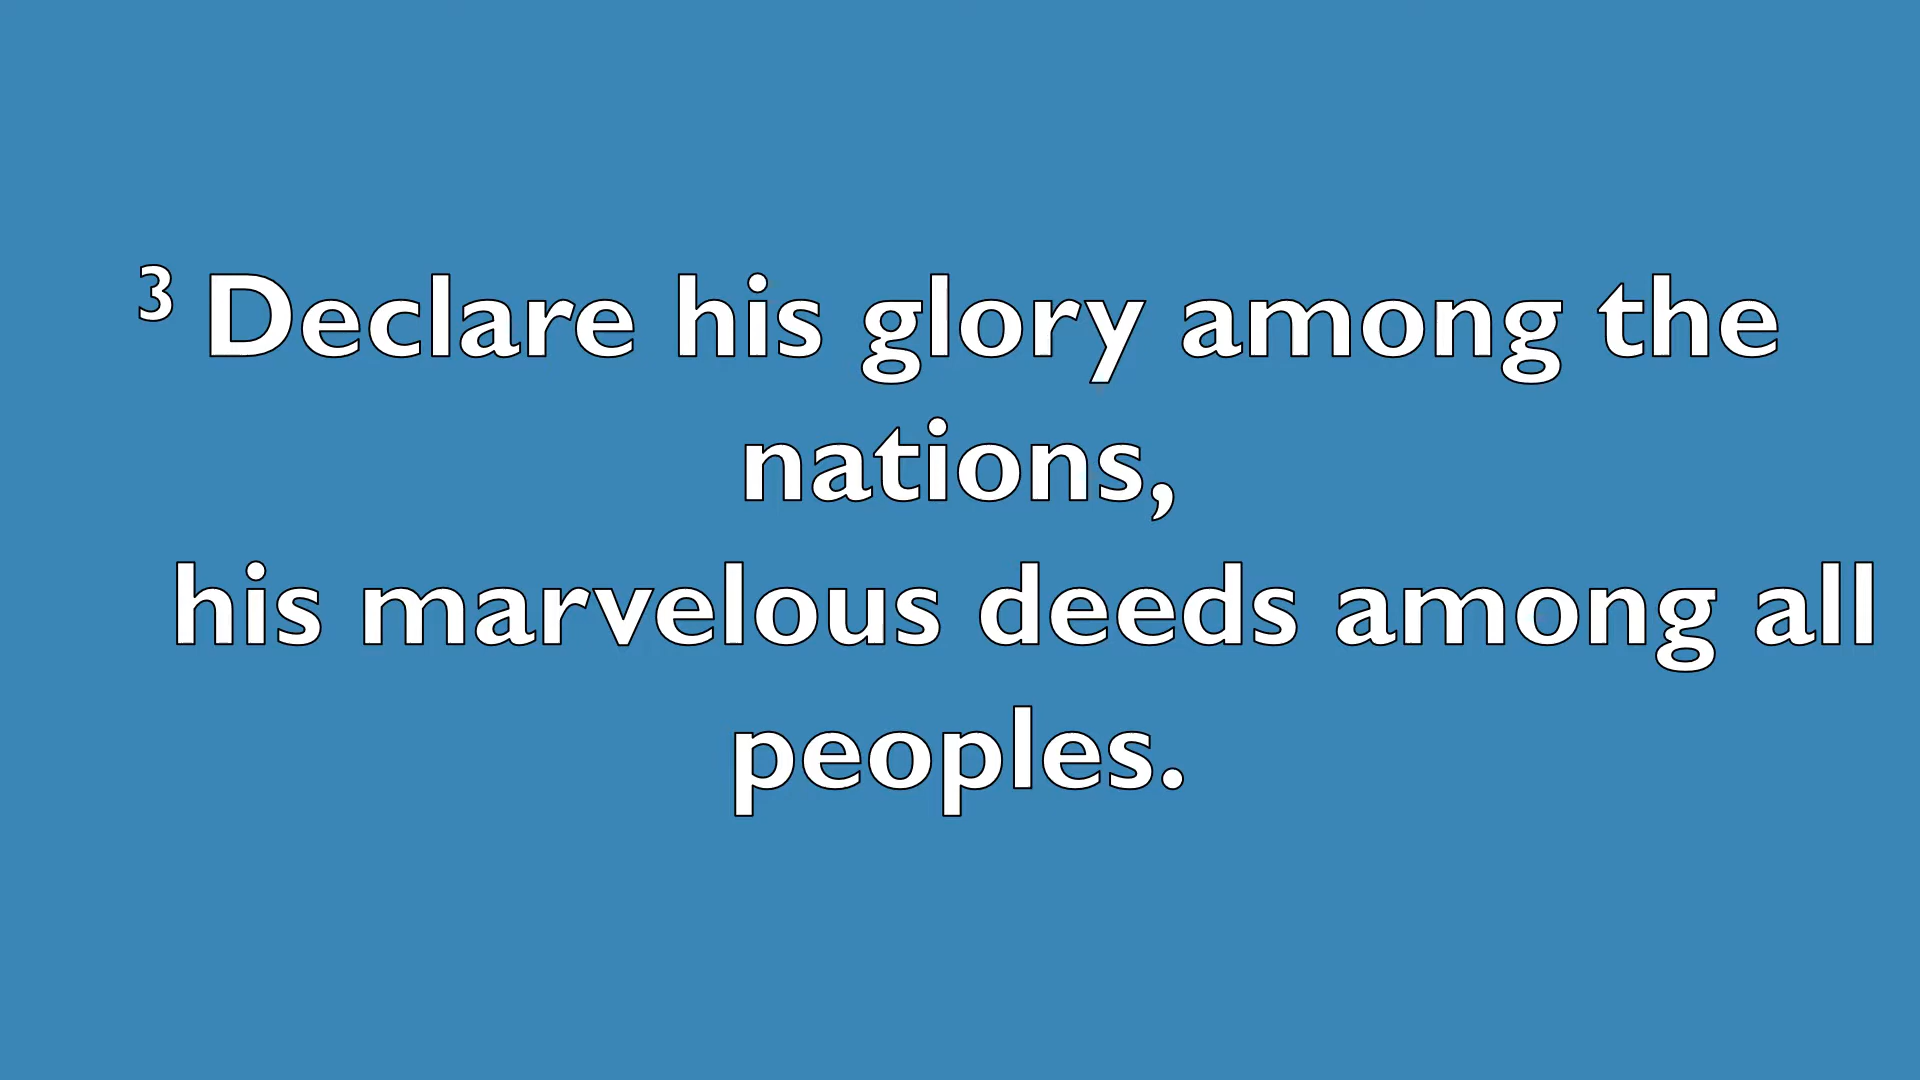 ³ Declare his glory among the
nations,
his marvelous deeds among all
peoples.